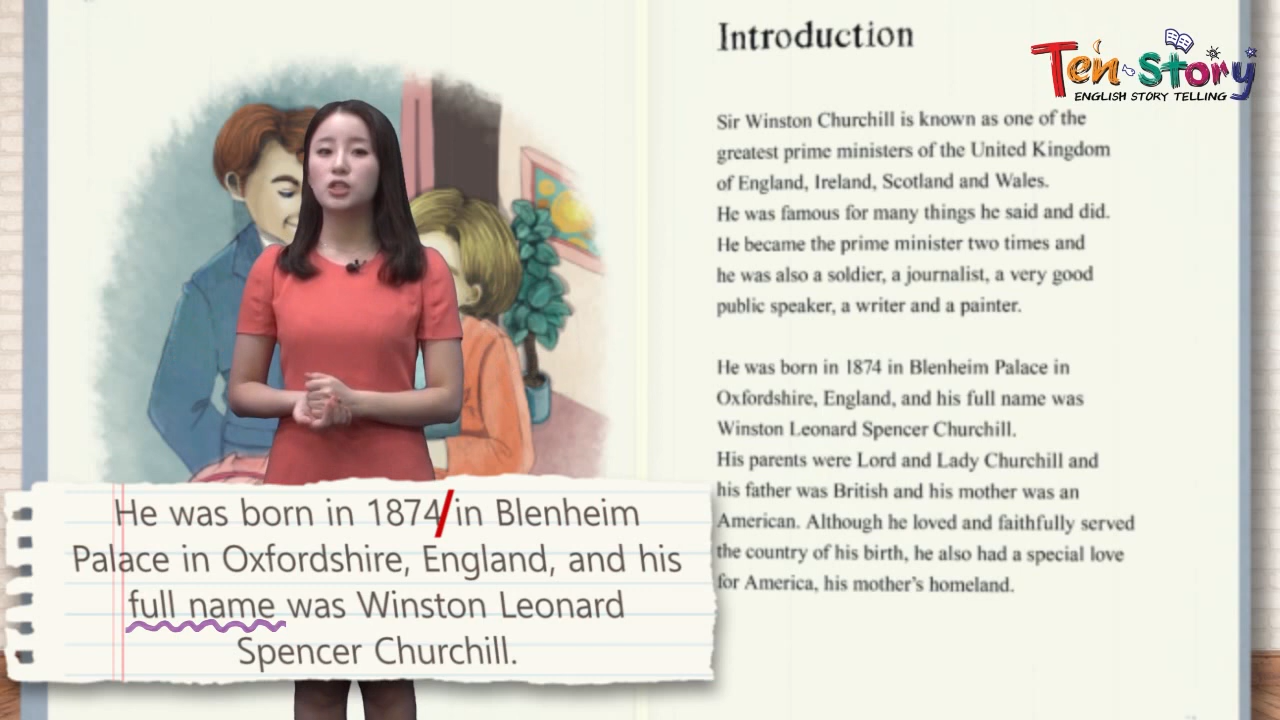 Introduction
Ten Story
ENGLISH STORY TELLING
Sir Winston Churchill is known as one of the
greatest prime ministers of the United Kingdom
of England, Ireland, Scotland and Wales.
He was famous for many things he said and did.
He became the prime minister two times and
he was also a soldier, a journalist, a very good
public speaker, a writer and a painter.
He was born in 1874 in Blenheim Palace in
Oxfordshire, England, and his full name was
Winston Leonard Spencer Churchill.
His parents were Lord and Lady Churchill and
his father was British and his mother was an
American. Although he loved and faithfully served
the country of his birth, he also had a special love
for America, his mother's homeland.
He was born in 1874/in Blenheim
Palace in Oxfordshire, England, and his
full name was Winston Leonard
Spencer Churchill.